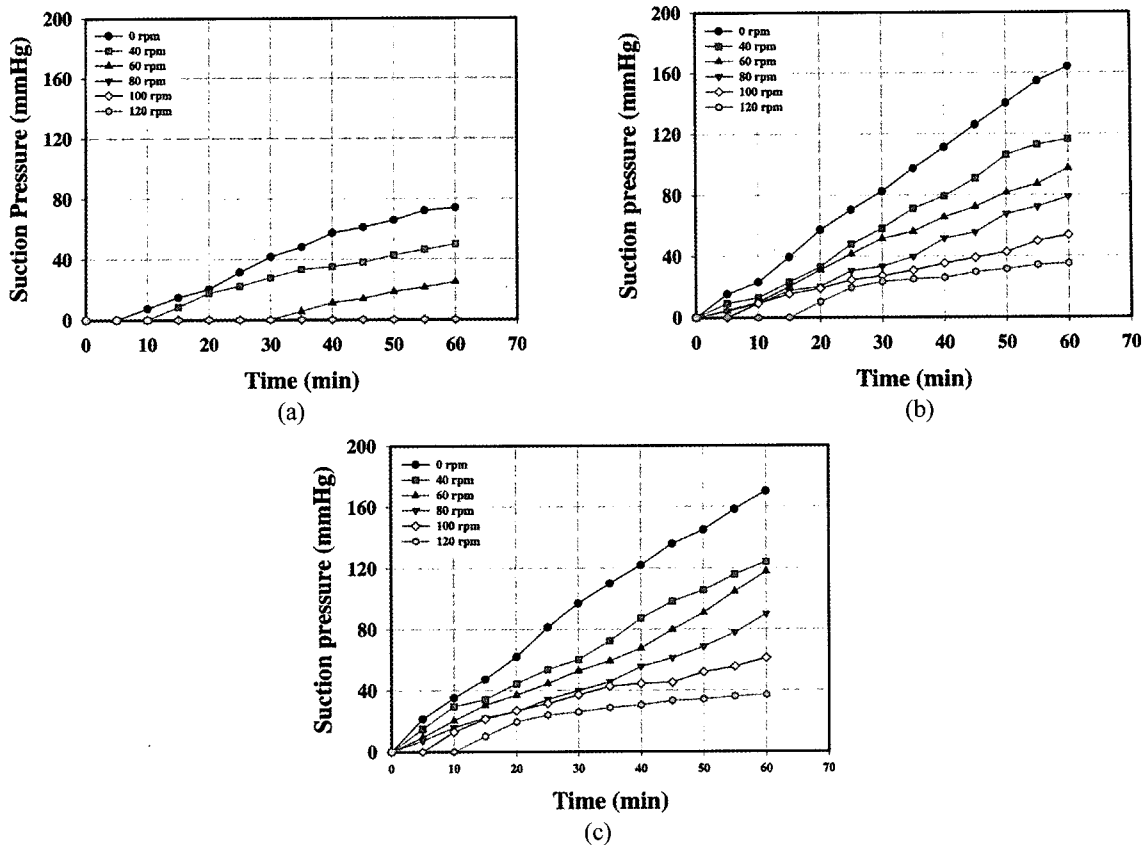 200
160
120
80
40
0
Suction Pressure (mmHg)
0 rpm
40 rpm
60 rpm
80 rpm
100 rpm
120 rpm
0 10 20 30 40 50 60 70
Time (min)
(a)
200
160
120
80
40
0
Suction pressure (mmHg)
0 rpm
40 rpm
60 rpm
80 rpm
100 rpm
120 rpm
0 10 20 30 40 50 60 70
Time (min)
(b)
200
160
120
80
40
0
Suction pressure (mmHg)
0 rpm
40 rpm
60 rpm
80 rpm
100 rpm
120 rpm
0 10 20 30 40 50 60 70
Time (min)
(c)